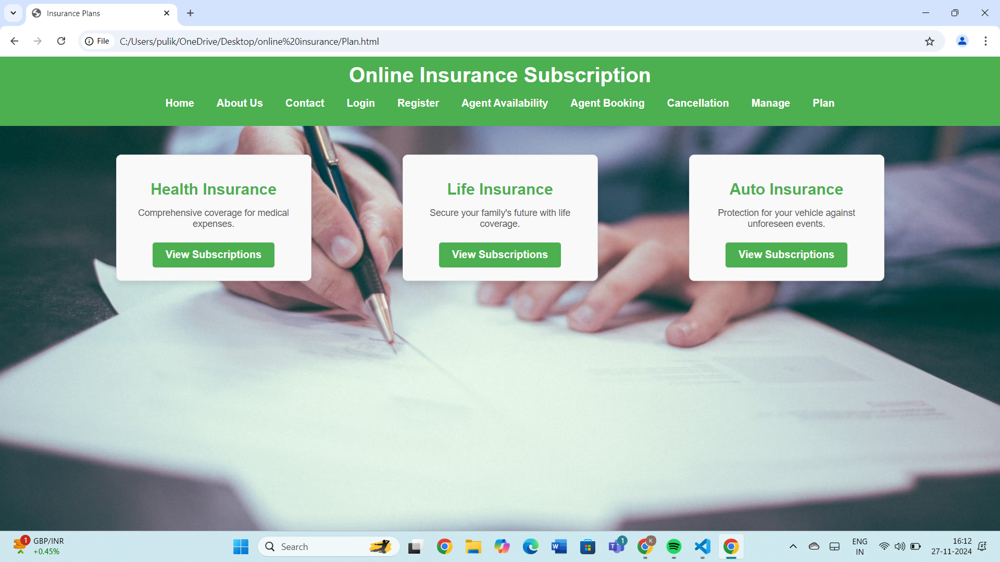 Insurance Plans
File
C:/Users/pulik/OneDrive/Desktop/online%20insurance/Plan.html
Online Insurance Subscription
Home About Us Contact Login Register Agent Availability Agent Booking Cancellation Manage Plan
Health Insurance
Comprehensive coverage for medical
expenses.
View Subscriptions
Life Insurance
Secure your family's future with life
coverage.
View Subscriptions
Auto Insurance
Protection for your vehicle against
unforeseen events.
View Subscriptions
1
GBP/INR
+0.45%
Search
W
T
1
K
ENG
IN
16:12
27-11-2024